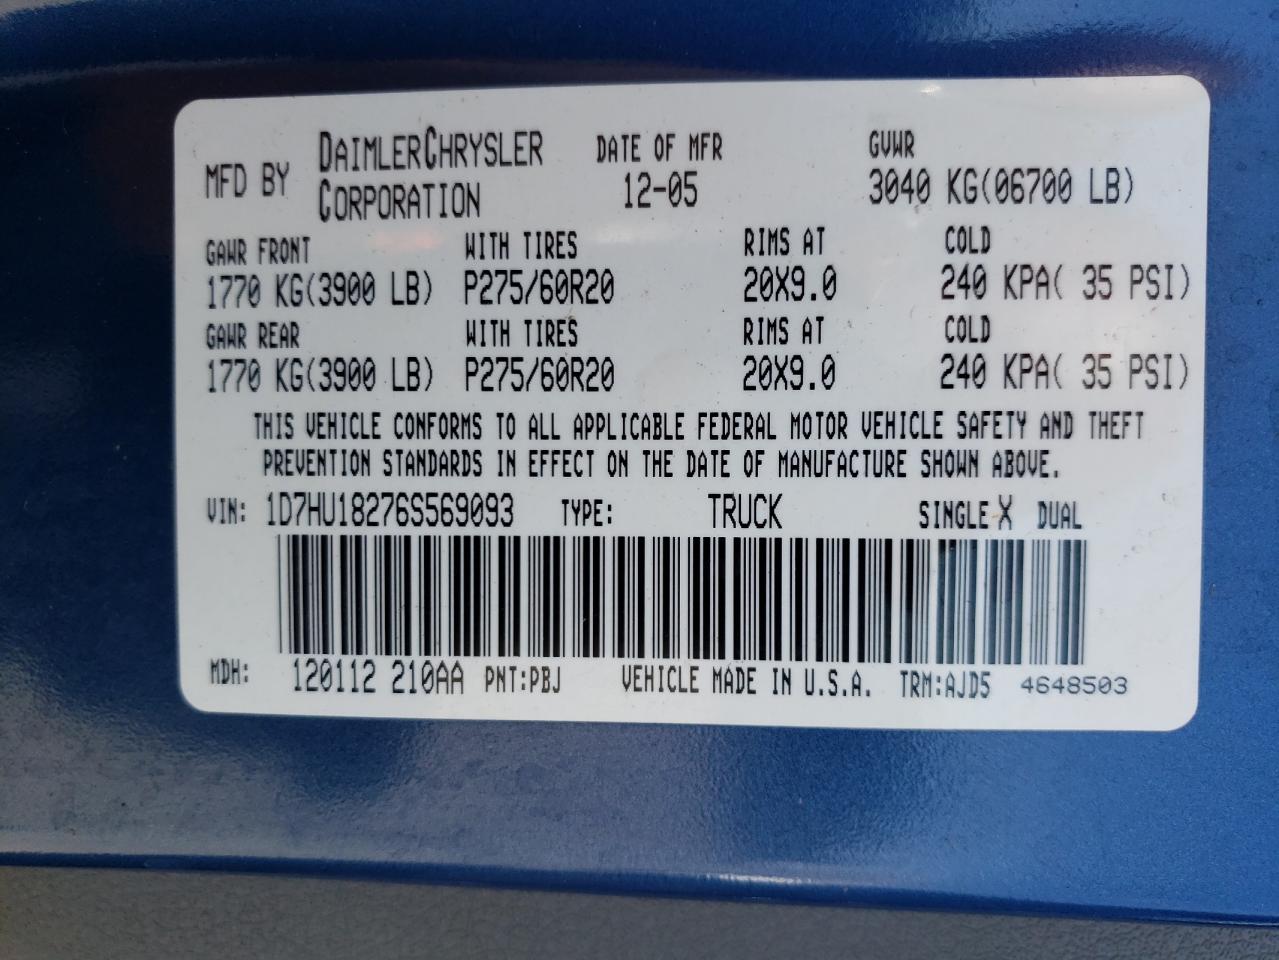 MFD BY DAIMLERCHRYSLER CORPORATION DATE OF MFR 12-05 GVWR 3040 KG(06700 LB)
GAWR FRONT WITH TIRES RIMS AT COLD
1770 KG(3900 LB) P275/60R20 20X9.0 240 KPA( 35 PSI)
GAWR REAR WITH TIRES RIMS AT COLD
1770 KG(3900 LB) P275/60R20 20X9.0 240 KPA( 35 PSI)
THIS VEHICLE CONFORMS TO ALL APPLICABLE FEDERAL MOTOR VEHICLE SAFETY AND THEFT
PREVENTION STANDARDS IN EFFECT ON THE DATE OF MANUFACTURE SHOWN ABOVE.
VIN: 1D7HU18276S569093 TYPE: TRUCK SINGLE X DUAL
MDH: 120112 210AA PNT:PBJ VEHICLE MADE IN U.S.A. TRM:AJD5 4648503